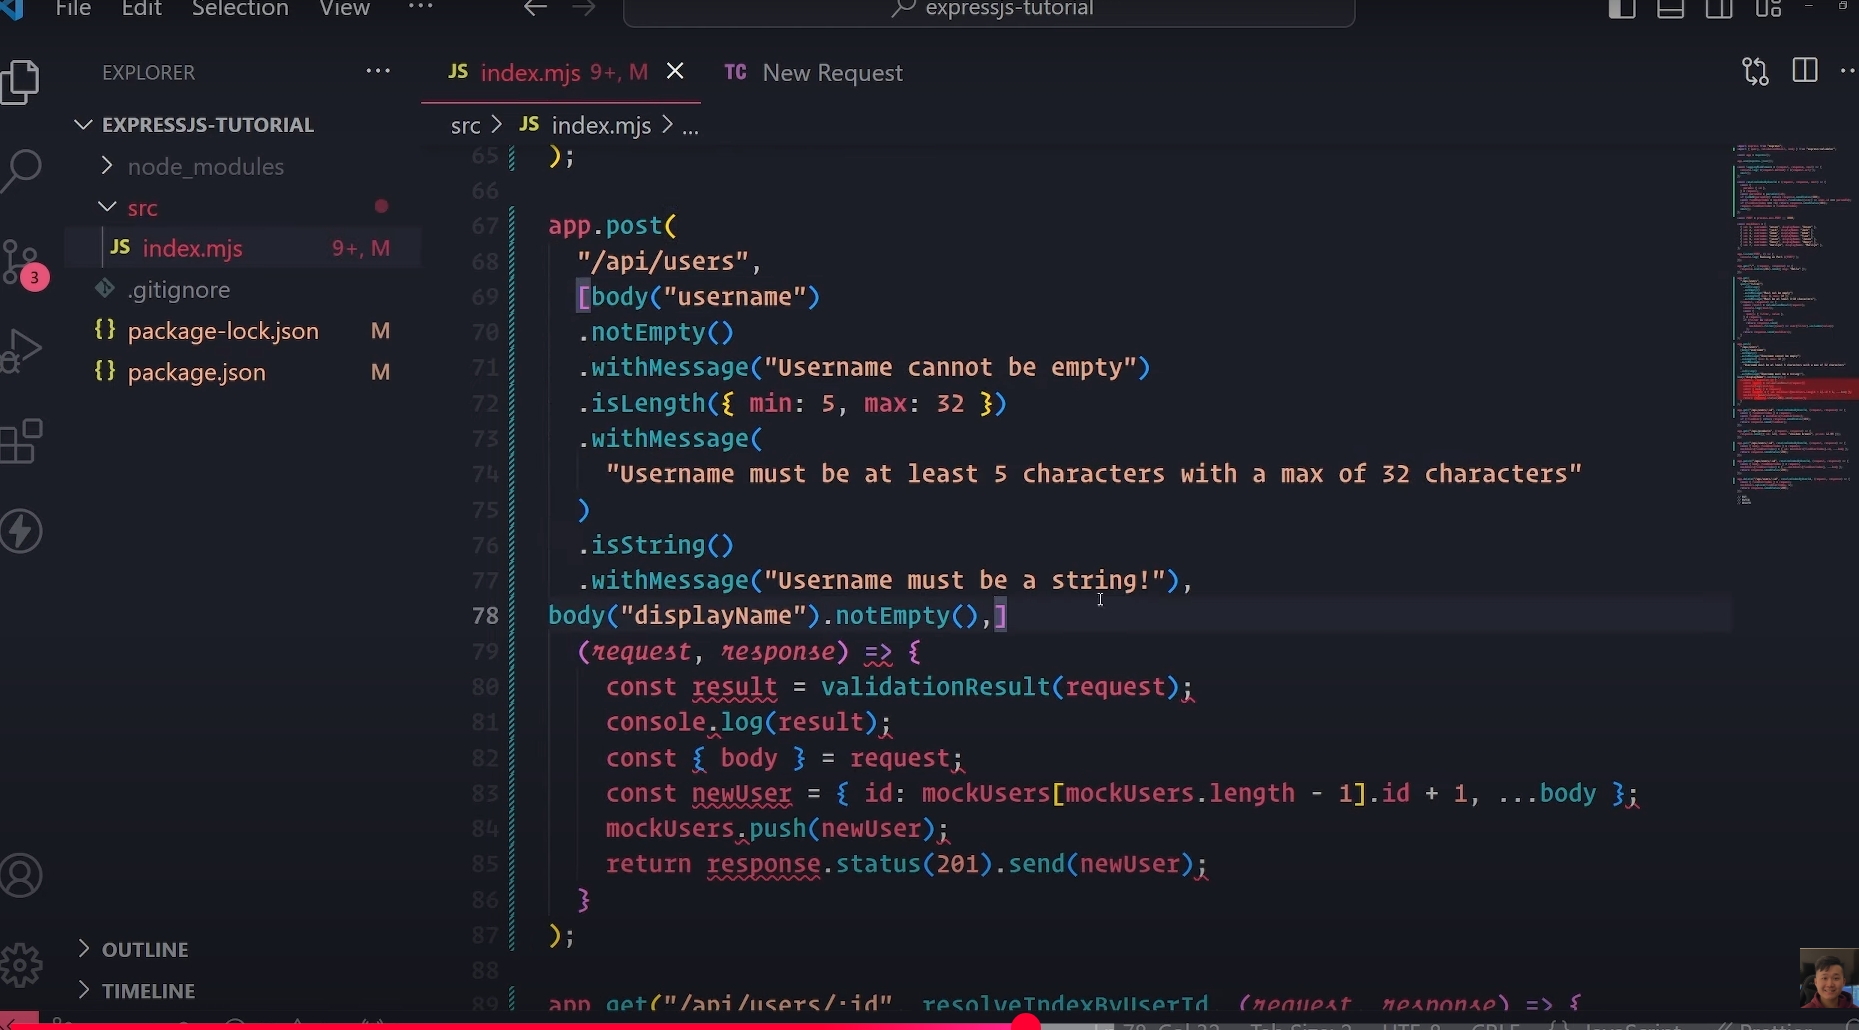 File Edit Selection View ... expressjs-tutorial
EXPLORER ...
JS index.mjs 9+, M
TC New Request
EXPRESSJS-TUTORIAL
node_modules
src
JS index.mjs 9+, M
.gitignore
{} package-lock.json M
{} package.json M
3
OUTLINE
TIMELINE
src > JS index.mjs > ...
65 );
66
67 app.post(
68 "/api/users",
69 [body("username")
70 .notEmpty()
71 .withMessage("Username cannot be empty")
72 .isLength({ min: 5, max: 32 })
73 .withMessage(
74 "Username must be at least 5 characters with a max of 32 characters"
75 )
76 .isString()
77 .withMessage("Username must be a string!"),
78 body("displayName").notEmpty(),]
79 (request, response) => {
80 const result = validationResult(request);
81 console.log(result);
82 const { body } = request;
83 const newUser = { id: mockUsers[mockUsers.length - 1].id + 1, ...body };
84 mockUsers.push(newUser);
85 return response.status(201).send(newUser);
86 }
87 );
88
89 app.get("/api/users/:id", resolveIndexByUserId, (request, response) => {